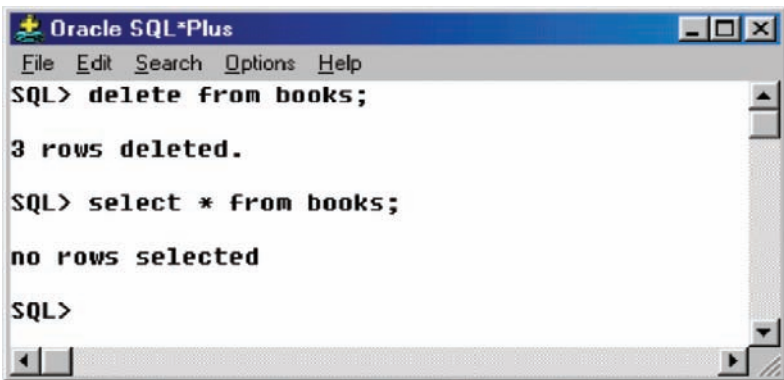 Oracle SQL*Plus
File Edit Search Options Help
SQL> delete from books;
3 rows deleted.
SQL> select * from books;
no rows selected
SQL>